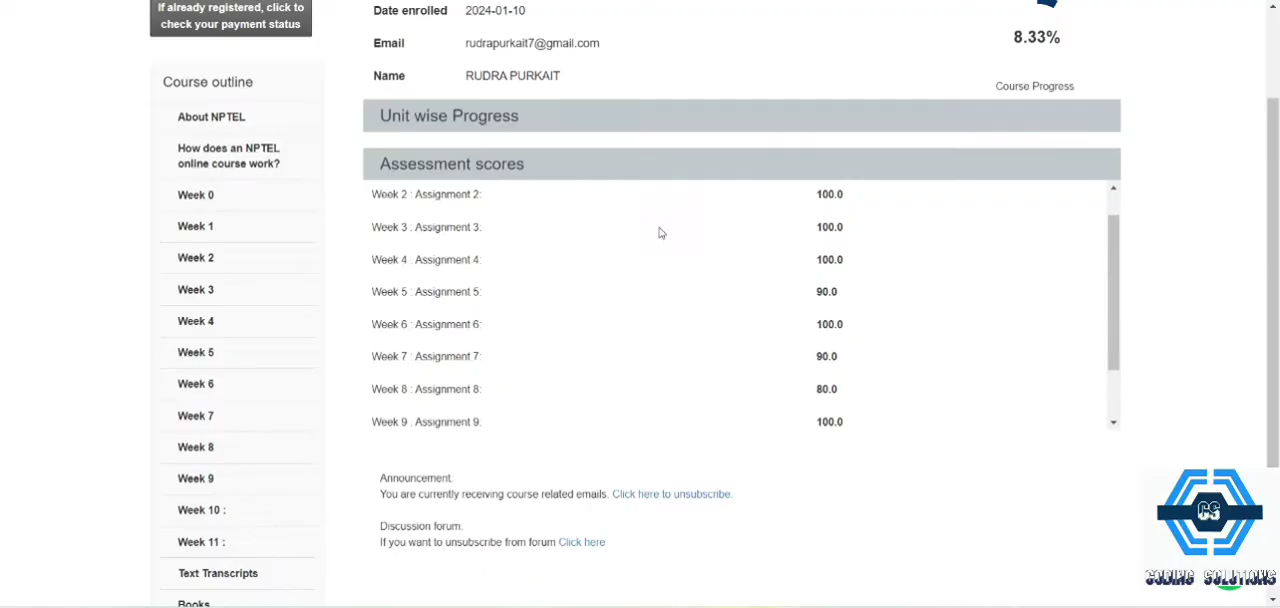 If already registered, click to
check your payment status
Date enrolled 2024-01-10
Email rudrapurkait7@gmail.com
Name RUDRA PURKAIT
8.33%
Course Progress
Course outline
About NPTEL
How does an NPTEL
online course work?
Week 0
Week 1
Week 2
Week 3
Week 4
Week 5
Week 6
Week 7
Week 8
Week 9
Week 10 :
Week 11 :
Text Transcripts
Books
Unit wise Progress
Assessment scores
Week 2 : Assignment 2: 100.0
Week 3 : Assignment 3: 100.0
Week 4 : Assignment 4: 100.0
Week 5 : Assignment 5: 90.0
Week 6 : Assignment 6: 100.0
Week 7 : Assignment 7: 90.0
Week 8 : Assignment 8: 80.0
Week 9 : Assignment 9: 100.0
Announcement:
You are currently receiving course related emails. Click here to unsubscribe.
Discussion forum:
If you want to unsubscribe from forum Click here
CS
CODING SOLUTIONS